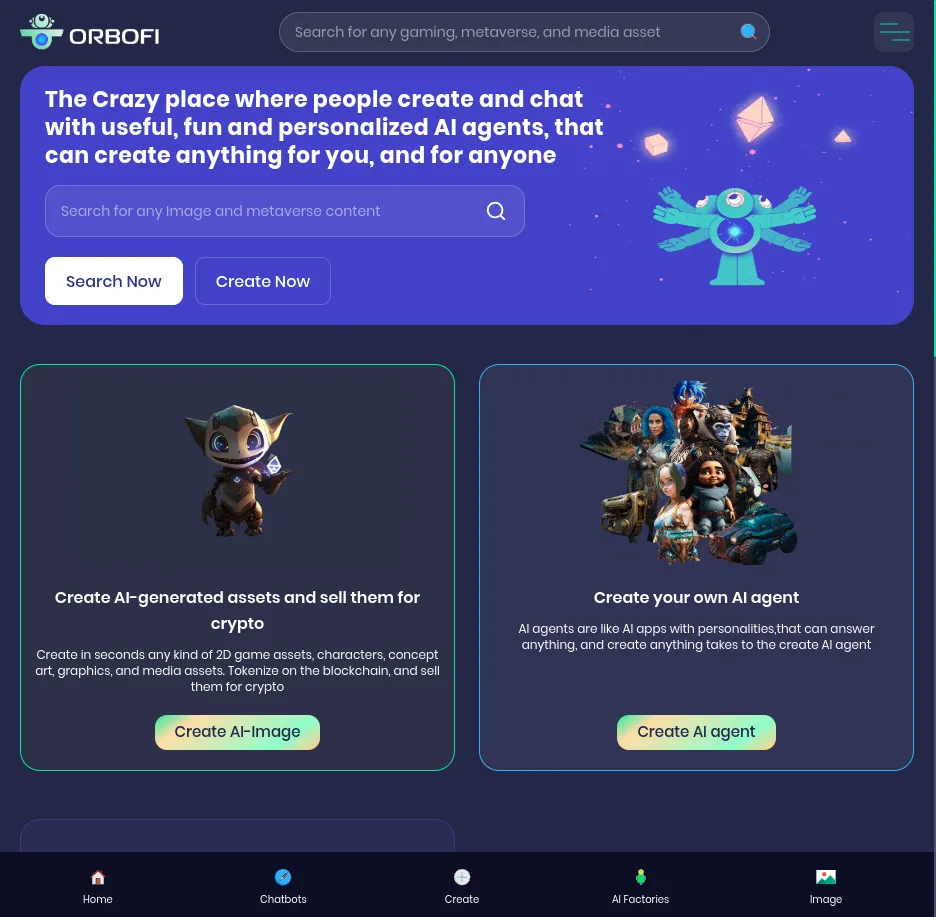 ORBOFI
Search for any gaming, metaverse, and media asset
The Crazy place where people create and chat
with useful, fun and personalized AI agents, that
can create anything for you, and for anyone
Search for any Image and metaverse content
Search Now
Create Now
Create AI-generated assets and sell them for
crypto
Create in seconds any kind of 2D game assets, characters, concept
art, graphics, and media assets. Tokenize on the blockchain, and sell
them for crypto
Create AI-Image
Create your own AI agent
AI agents are like AI apps with personalities,that can answer
anything, and create anything takes to the create AI agent
Create AI agent
Home
Chatbots
Create
AI Factories
Image